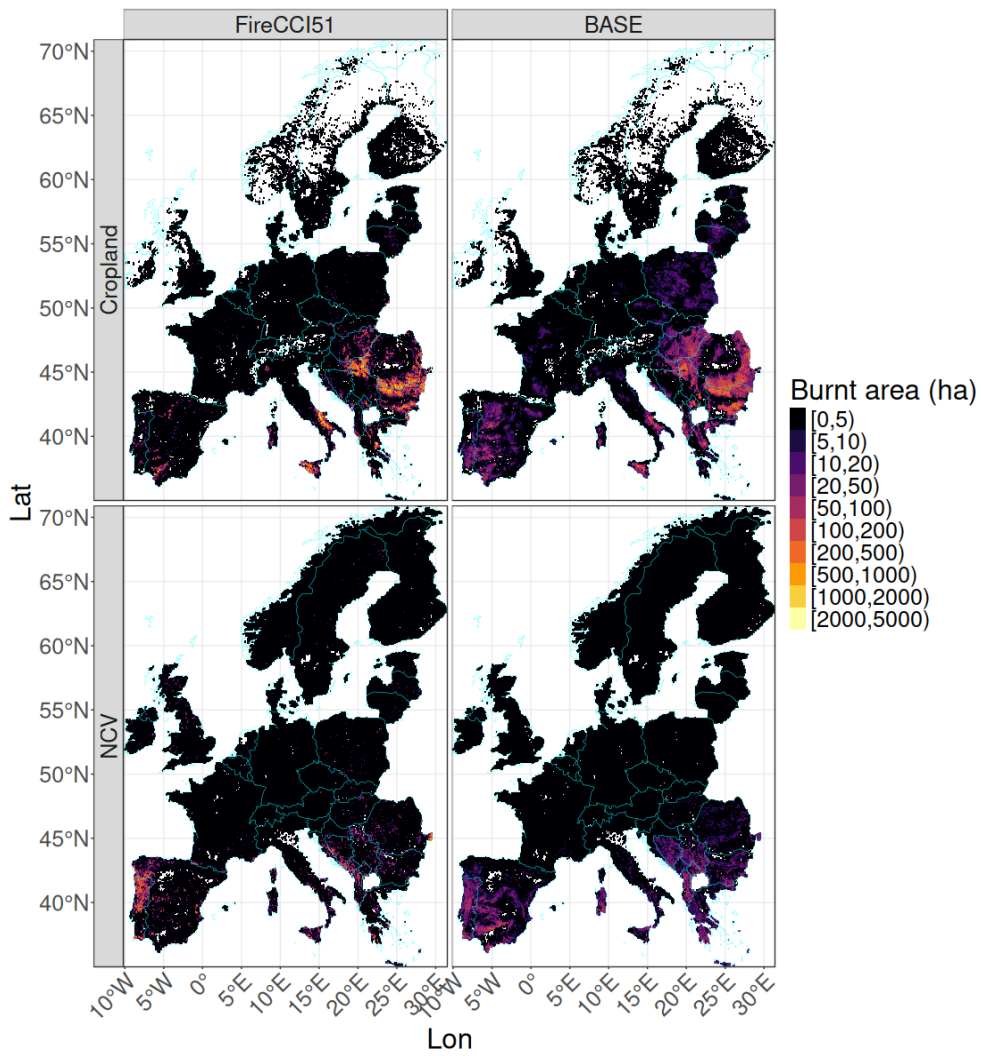 FireCCI51 BASE
70°N
65°N
60°N
55°N
50°N
45°N
40°N
Cropland
70°N
65°N
60°N
55°N
50°N
45°N
40°N
NCV
Lat
10°W 5°W 0° 5°E 10°E 15°E 20°E 25°E 30°E 10°W 5°W 0° 5°E 10°E 15°E 20°E 25°E 30°E
Lon
Burnt area (ha)
[0,5)
[5,10)
[10,20)
[20,50)
[50,100)
[100,200)
[200,500)
[500,1000)
[1000,2000)
[2000,5000)